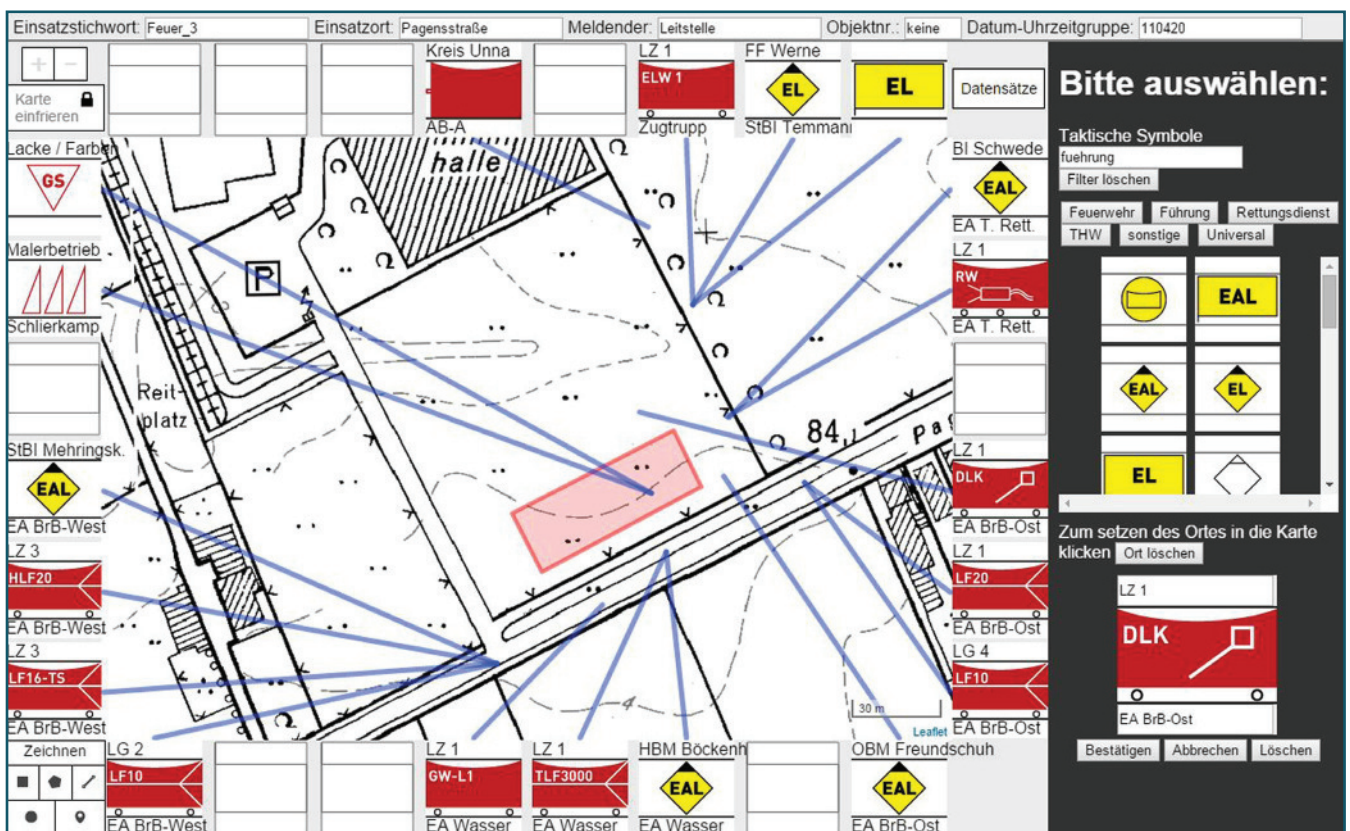 Einsatzstichwort: Feuer_3 Einsatzort: Pagensstraße Meldender: Leitstelle Objektnr.: keine Datum-Uhrzeitgruppe: 110420
+ -
Karte
einfrieren
Kreis Unna
AB-A
LZ 1
ELW 1
Zugtrupp
FF Werne
EL
StBI Temmann
EL
Datensätze
Lacke / Farben
GS
Malerbetrieb
Schlierkamp
StBI Mehringsk.
EAL
EA BrB-West
LZ 3
HLF20
EA BrB-West
LZ 3
LF16-TS
EA BrB-West
halle
P
Reit-
platz
84
Pag
4
30 m
Leaflet
BI Schwede
EAL
EA T. Rett.
LZ 1
RW
EA T. Rett.
LZ 1
DLK
EA BrB-Ost
LZ 1
LF20
EA BrB-Ost
LG 4
LF10
EA BrB-Ost
Zeichnen
LG 2
LF10
EA BrB-West
LZ 1
GW-L1
EA Wasser
LZ 1
TLF3000
EA Wasser
HBM Böckenh
EAL
EA Wasser
OBM Freundschuh
EAL
EA BrB-Ost
Bitte auswählen:
Taktische Symbole
fuehrung
Filter löschen
Feuerwehr Führung Rettungsdienst
THW sonstige Universal
EAL
EAL EL
EL
Zum setzen des Ortes in die Karte
klicken Ort löschen
LZ 1
DLK
EA BrB-Ost
Bestätigen Abbrechen Löschen